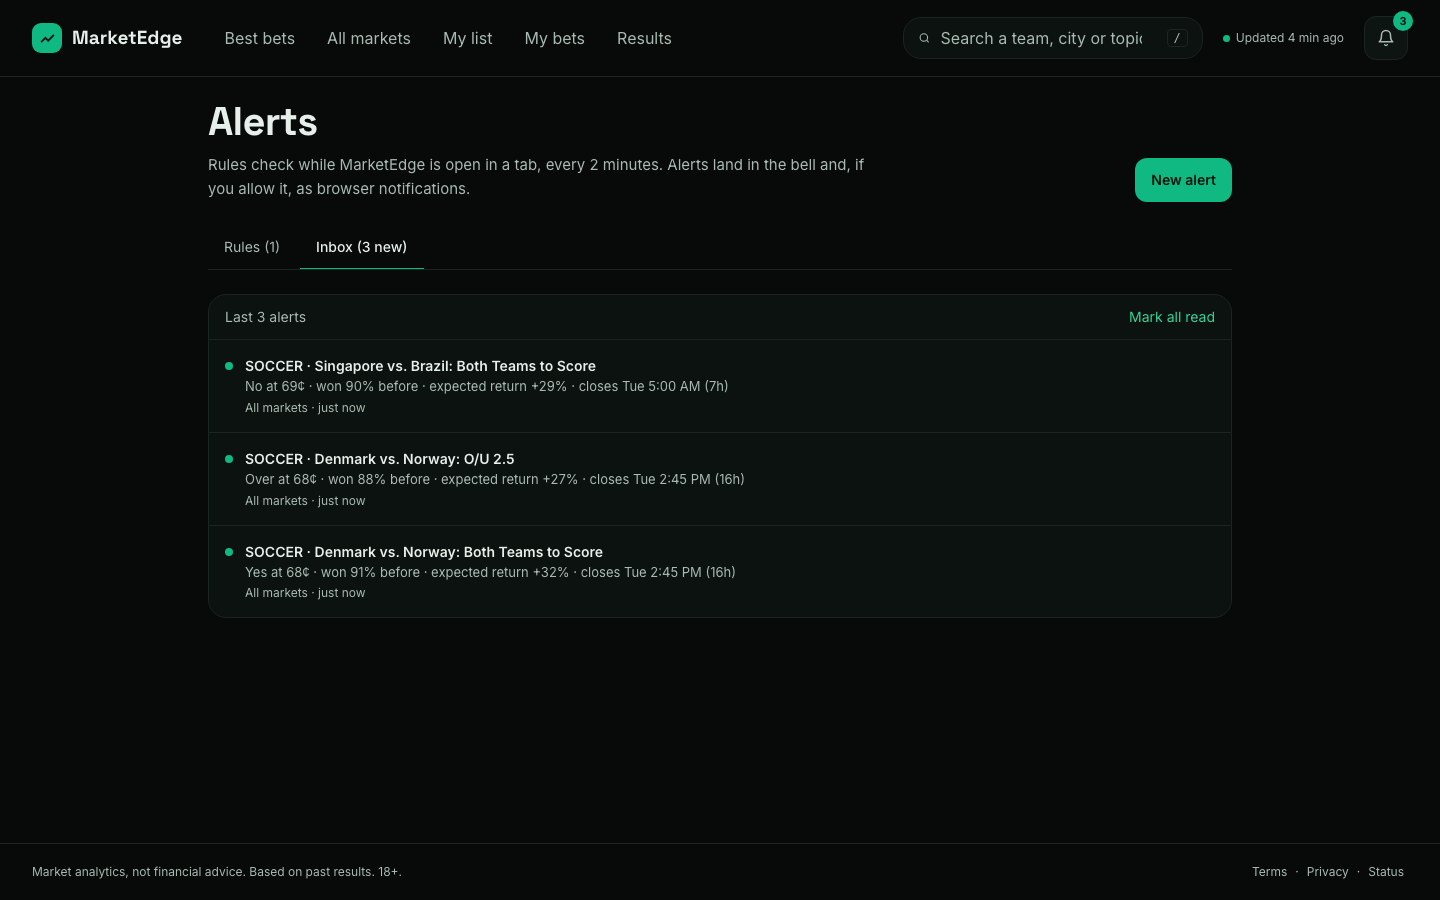 MarketEdge
Best bets
All markets
My list
My bets
Results
Search a team, city or topic
/
Updated 4 min ago
3
Alerts
Rules check while MarketEdge is open in a tab, every 2 minutes. Alerts land in the bell and, if
you allow it, as browser notifications.
New alert
Rules (1)
Inbox (3 new)
Last 3 alerts
Mark all read
SOCCER · Singapore vs. Brazil: Both Teams to Score
No at 69¢ · won 90% before · expected return +29% · closes Tue 5:00 AM (7h)
All markets · just now
SOCCER · Denmark vs. Norway: O/U 2.5
Over at 68¢ · won 88% before · expected return +27% · closes Tue 2:45 PM (16h)
All markets · just now
SOCCER · Denmark vs. Norway: Both Teams to Score
Yes at 68¢ · won 91% before · expected return +32% · closes Tue 2:45 PM (16h)
All markets · just now
Market analytics, not financial advice. Based on past results. 18+.
Terms · Privacy · Status